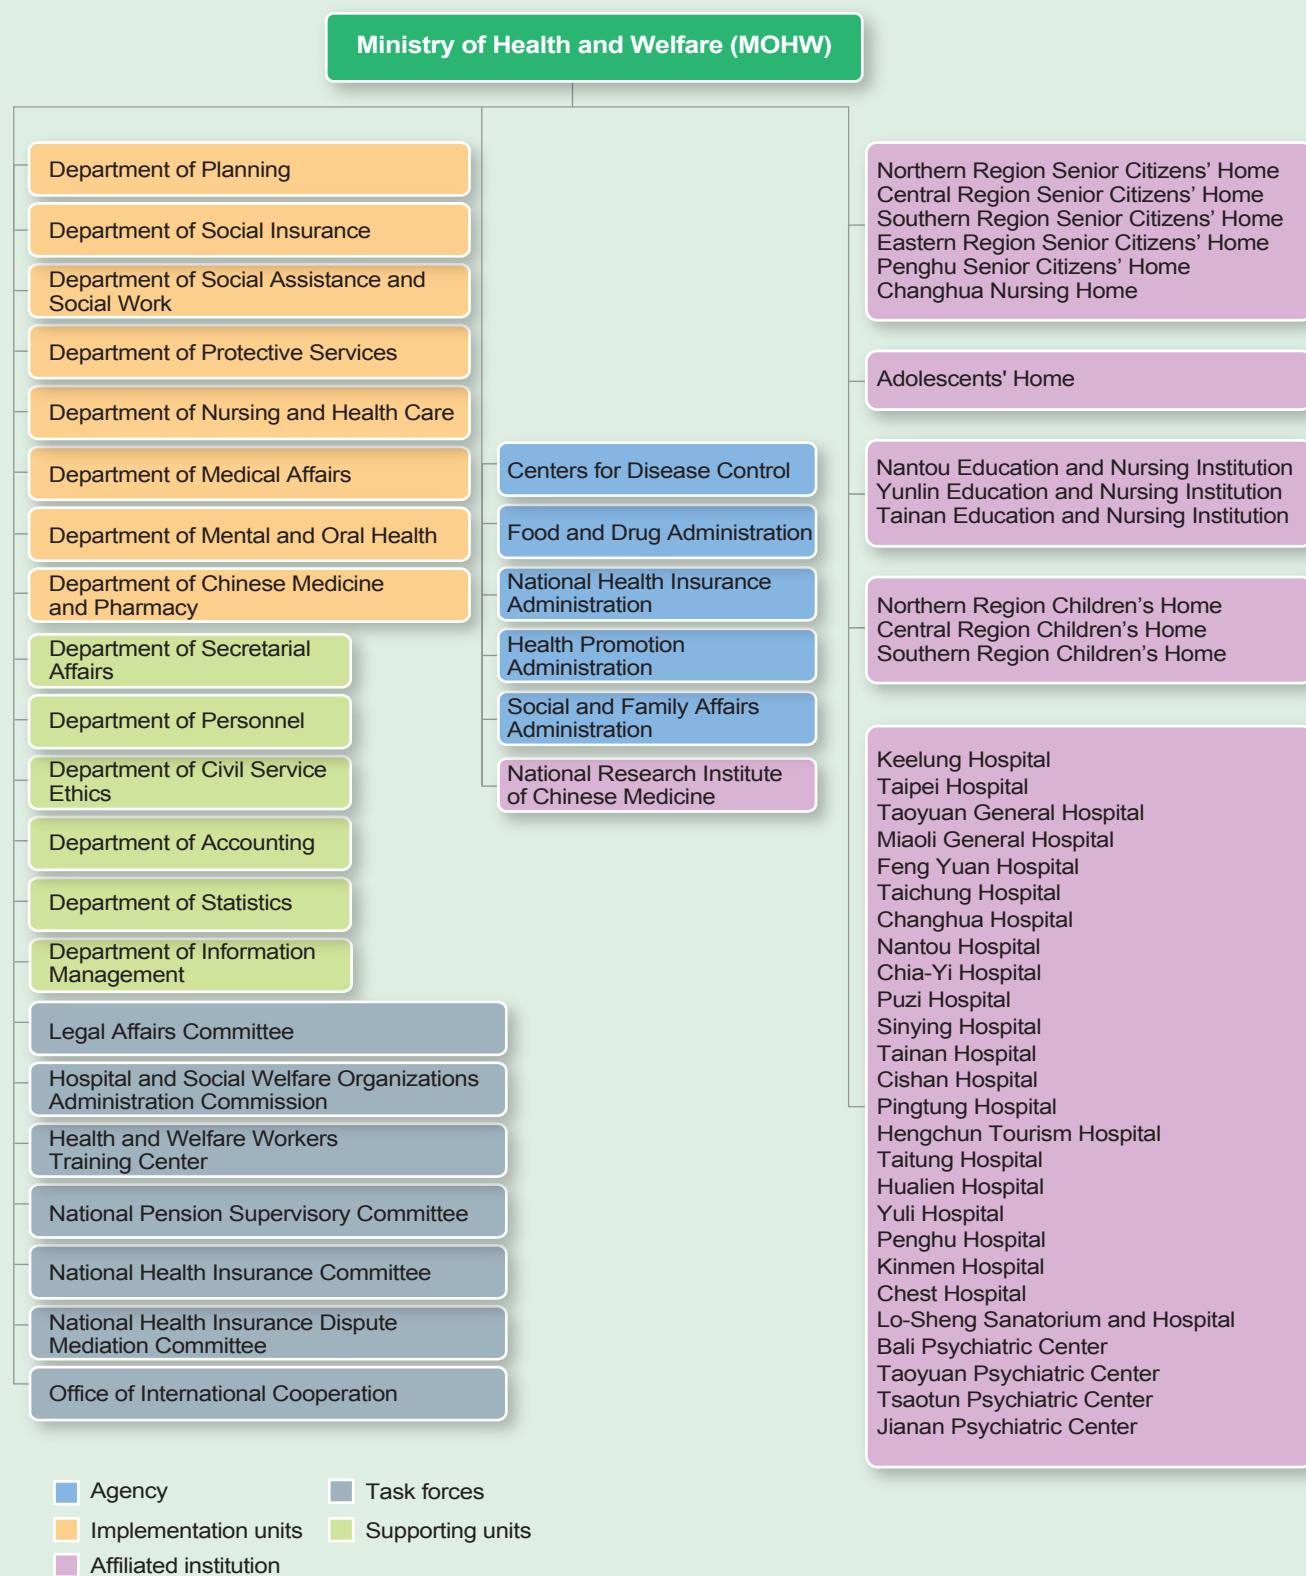 Ministry of Health and Welfare (MOHW)
Department of Planning
Department of Social Insurance
Department of Social Assistance and
Social Work
Department of Protective Services
Department of Nursing and Health Care
Department of Medical Affairs
Department of Mental and Oral Health
Department of Chinese Medicine
and Pharmacy
Department of Secretarial
Affairs
Department of Personnel
Department of Civil Service
Ethics
Department of Accounting
Department of Statistics
Department of Information
Management
Legal Affairs Committee
Hospital and Social Welfare Organizations
Administration Commission
Health and Welfare Workers
Training Center
National Pension Supervisory Committee
National Health Insurance Committee
National Health Insurance Dispute
Mediation Committee
Office of International Cooperation
Centers for Disease Control
Food and Drug Administration
National Health Insurance
Administration
Health Promotion
Administration
Social and Family Affairs
Administration
National Research Institute
of Chinese Medicine
Northern Region Senior Citizens’ Home
Central Region Senior Citizens’ Home
Southern Region Senior Citizens’ Home
Eastern Region Senior Citizens’ Home
Penghu Senior Citizens’ Home
Changhua Nursing Home
Adolescents' Home
Nantou Education and Nursing Institution
Yunlin Education and Nursing Institution
Tainan Education and Nursing Institution
Northern Region Children’s Home
Central Region Children’s Home
Southern Region Children’s Home
Keelung Hospital
Taipei Hospital
Taoyuan General Hospital
Miaoli General Hospital
Feng Yuan Hospital
Taichung Hospital
Changhua Hospital
Nantou Hospital
Chia-Yi Hospital
Puzi Hospital
Sinying Hospital
Tainan Hospital
Cishan Hospital
Pingtung Hospital
Hengchun Tourism Hospital
Taitung Hospital
Hualien Hospital
Yuli Hospital
Penghu Hospital
Kinmen Hospital
Chest Hospital
Lo-Sheng Sanatorium and Hospital
Bali Psychiatric Center
Taoyuan Psychiatric Center
Tsaotun Psychiatric Center
Jianan Psychiatric Center
Agency
Task forces
Implementation units
Supporting units
Affiliated institution